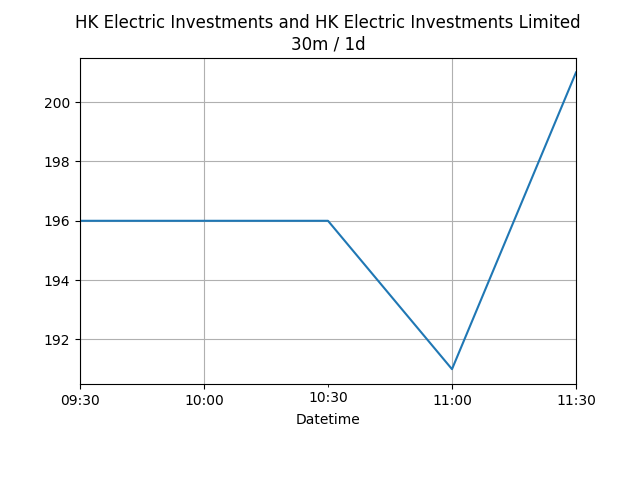 HK Electric Investments and HK Electric Investments Limited
30m / 1d
200
198
196
194
192
09:30 10:00 10:30 11:00 11:30
Datetime